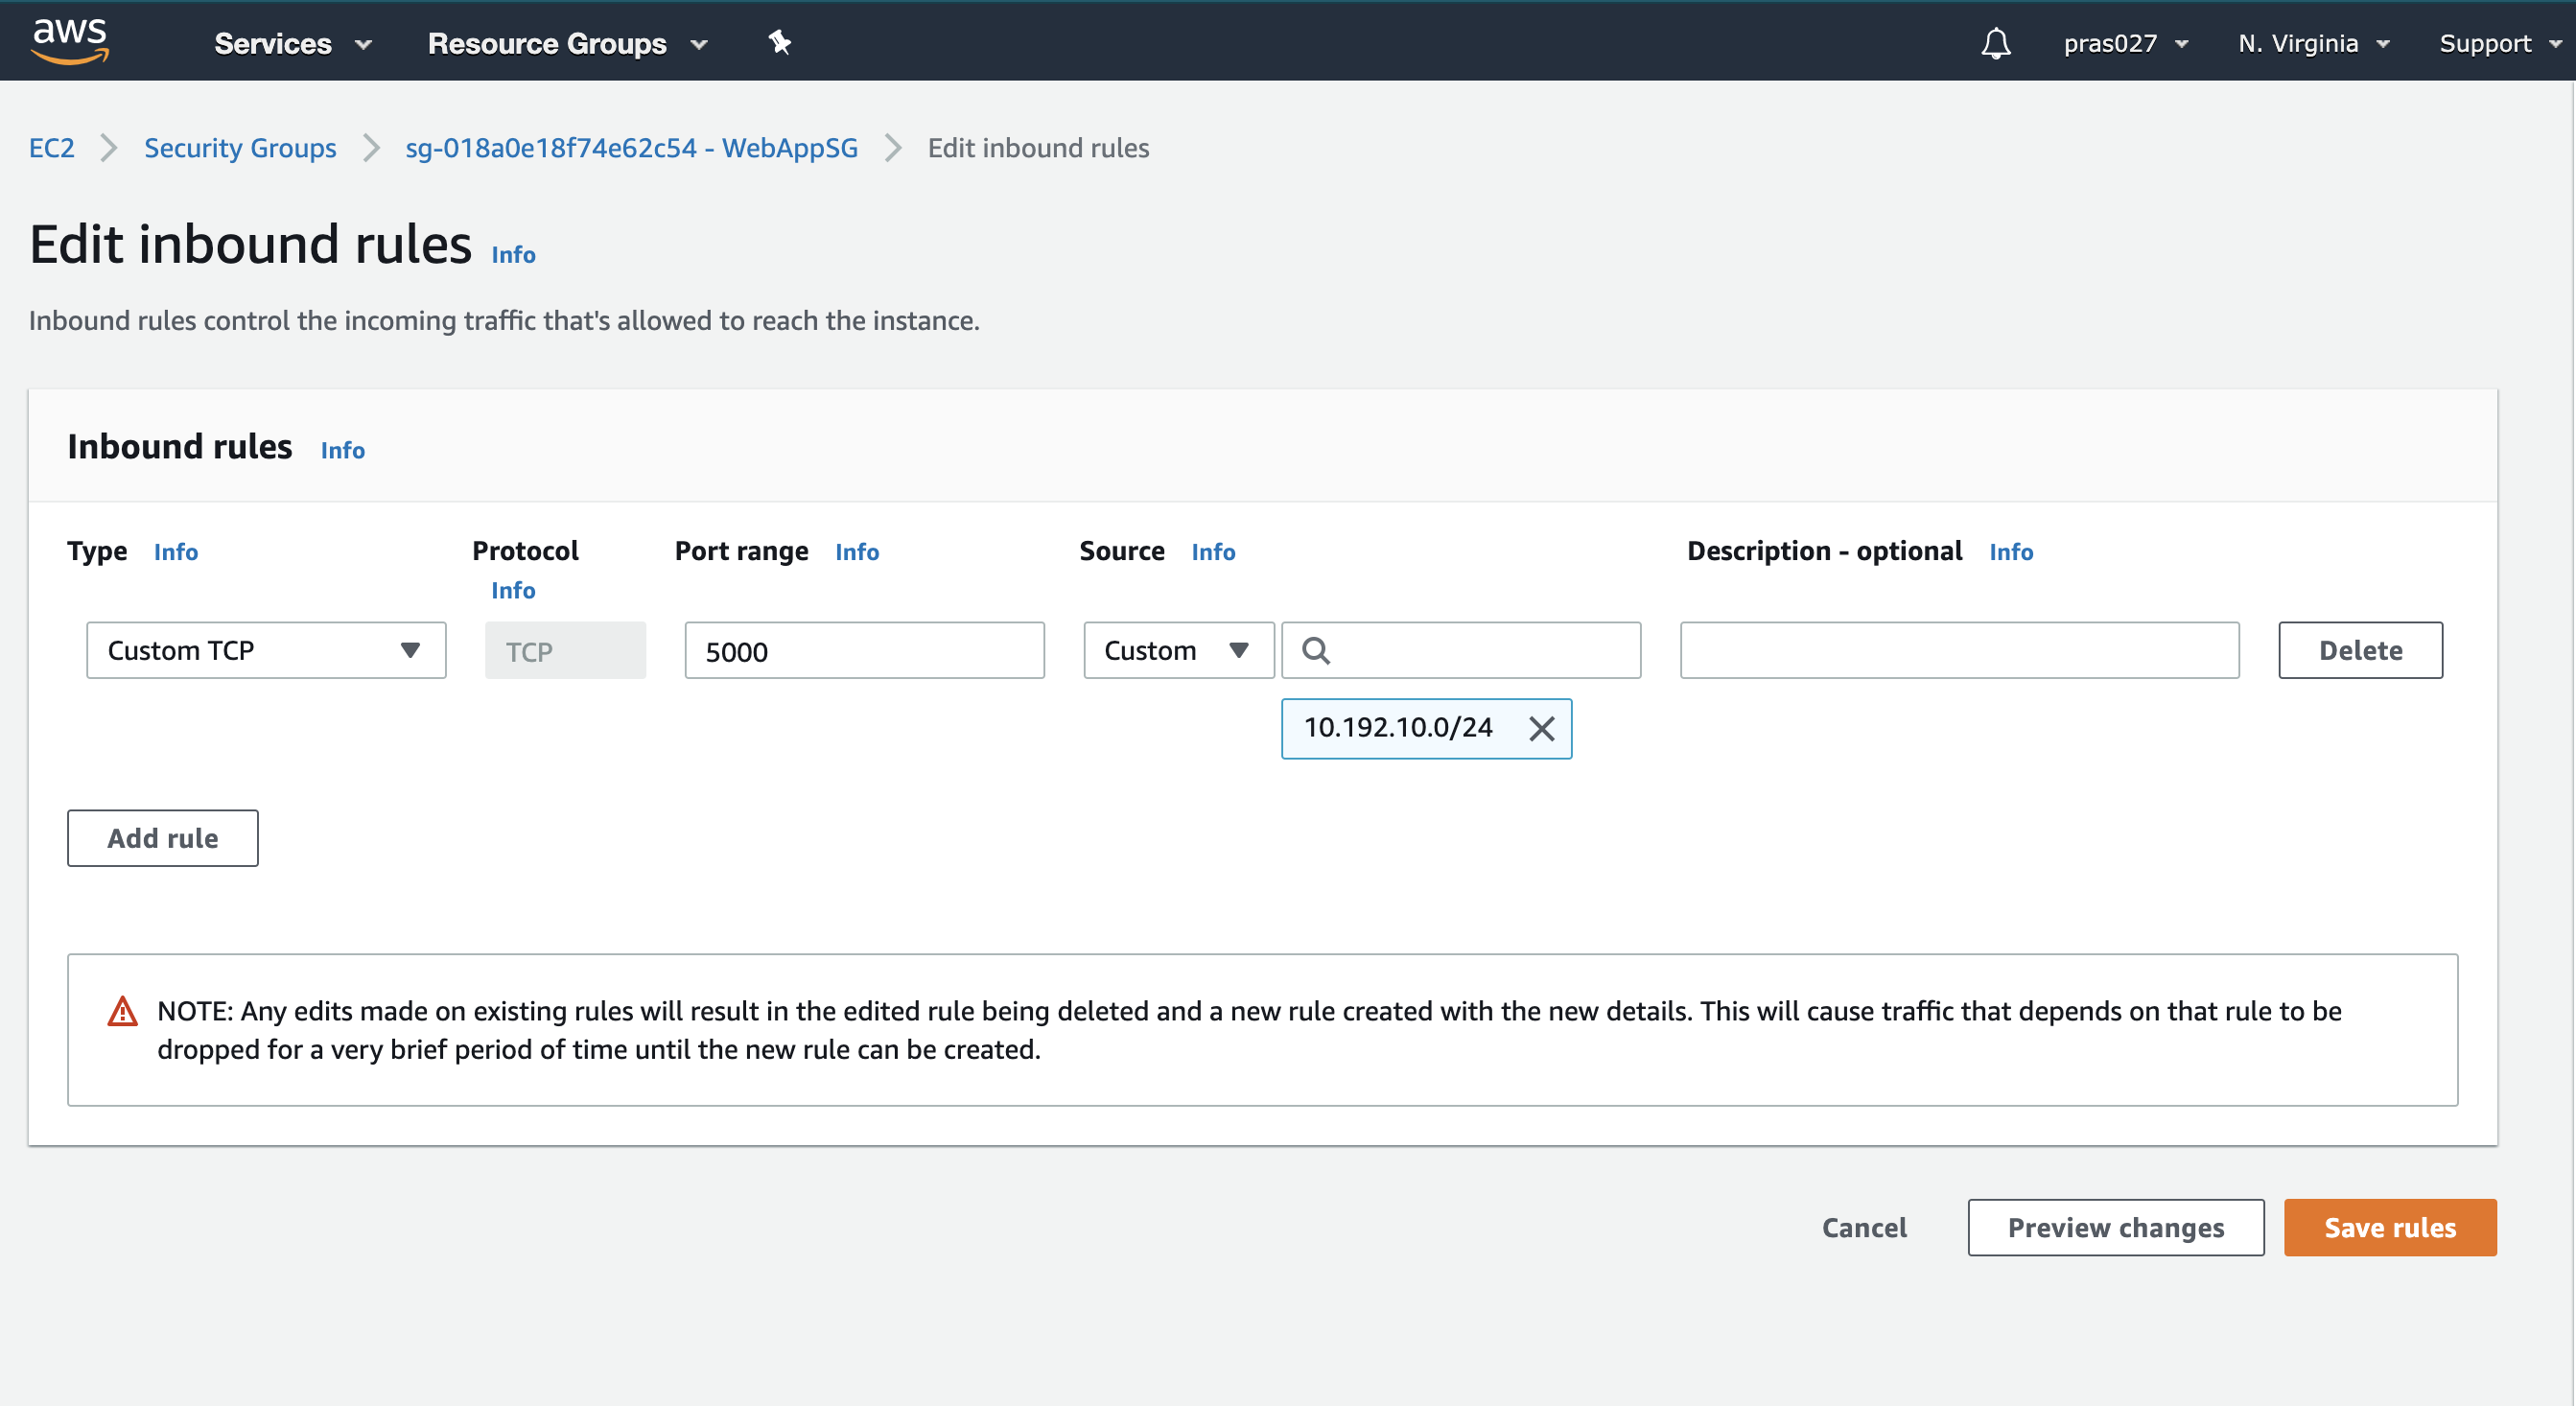 aws Services Resource Groups pras027 N. Virginia Support
EC2 Security Groups sg-018a0e18f74e62c54 - WebAppSG Edit inbound rules
Edit inbound rules Info
Inbound rules control the incoming traffic that's allowed to reach the instance.
Inbound rules Info
Type Info Protocol Info Port range Info Source Info Description - optional Info
Custom TCP TCP 5000 Custom Delete
10.192.10.0/24
Add rule
NOTE: Any edits made on existing rules will result in the edited rule being deleted and a new rule created with the new details. This will cause traffic that depends on that rule to be
dropped for a very brief period of time until the new rule can be created.
Cancel Preview changes Save rules